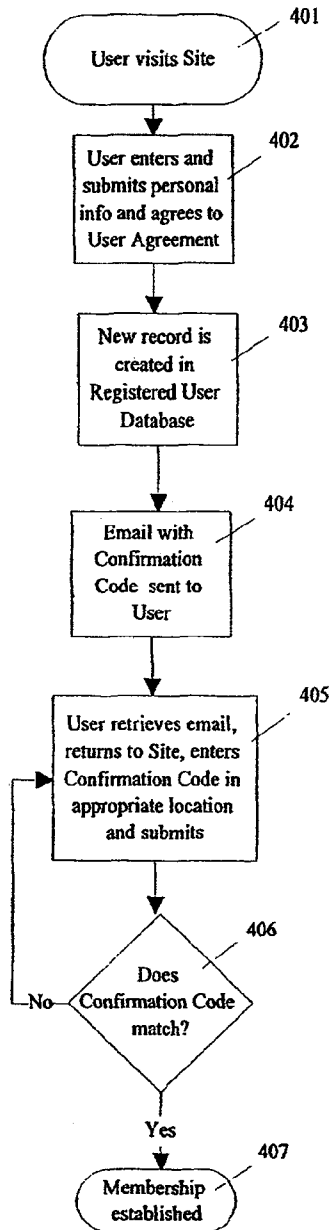 401
User visits Site
402
User enters and
submits personal
info and agrees to
User Agreement
403
New record is
created in
Registered User
Database
404
Email with
Confirmation
Code sent to
User
405
User retrieves email,
returns to Site, enters
Confirmation Code in
appropriate location
and submits
406
Does
Confirmation Code
match?
No
Yes
407
Membership
established